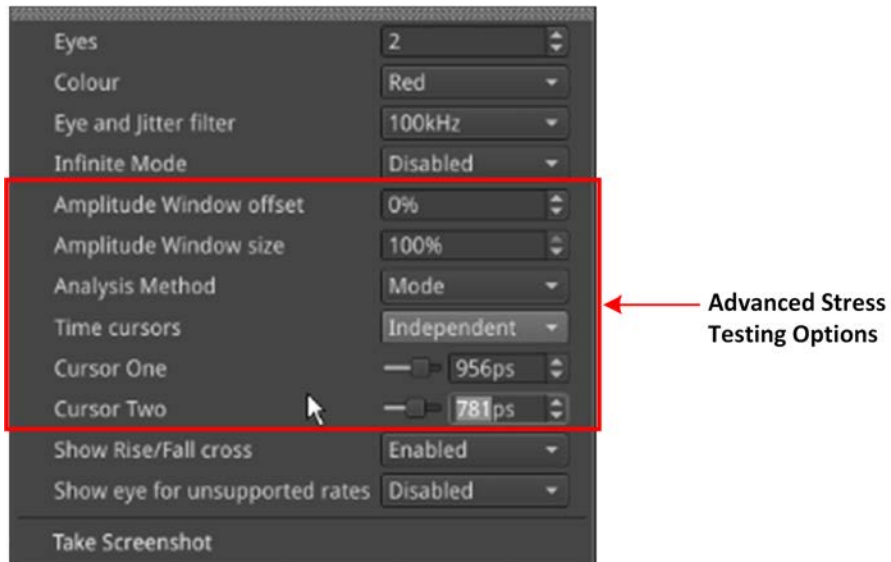 Eyes 2
Colour Red
Eye and Jitter filter 100kHz
Infinite Mode Disabled
Amplitude Window offset 0%
Amplitude Window size 100%
Analysis Method Mode
Time cursors Independent
Cursor One 956ps
Cursor Two 781ps
Show Rise/Fall cross Enabled
Show eye for unsupported rates Disabled
Take Screenshot
Advanced Stress
Testing Options